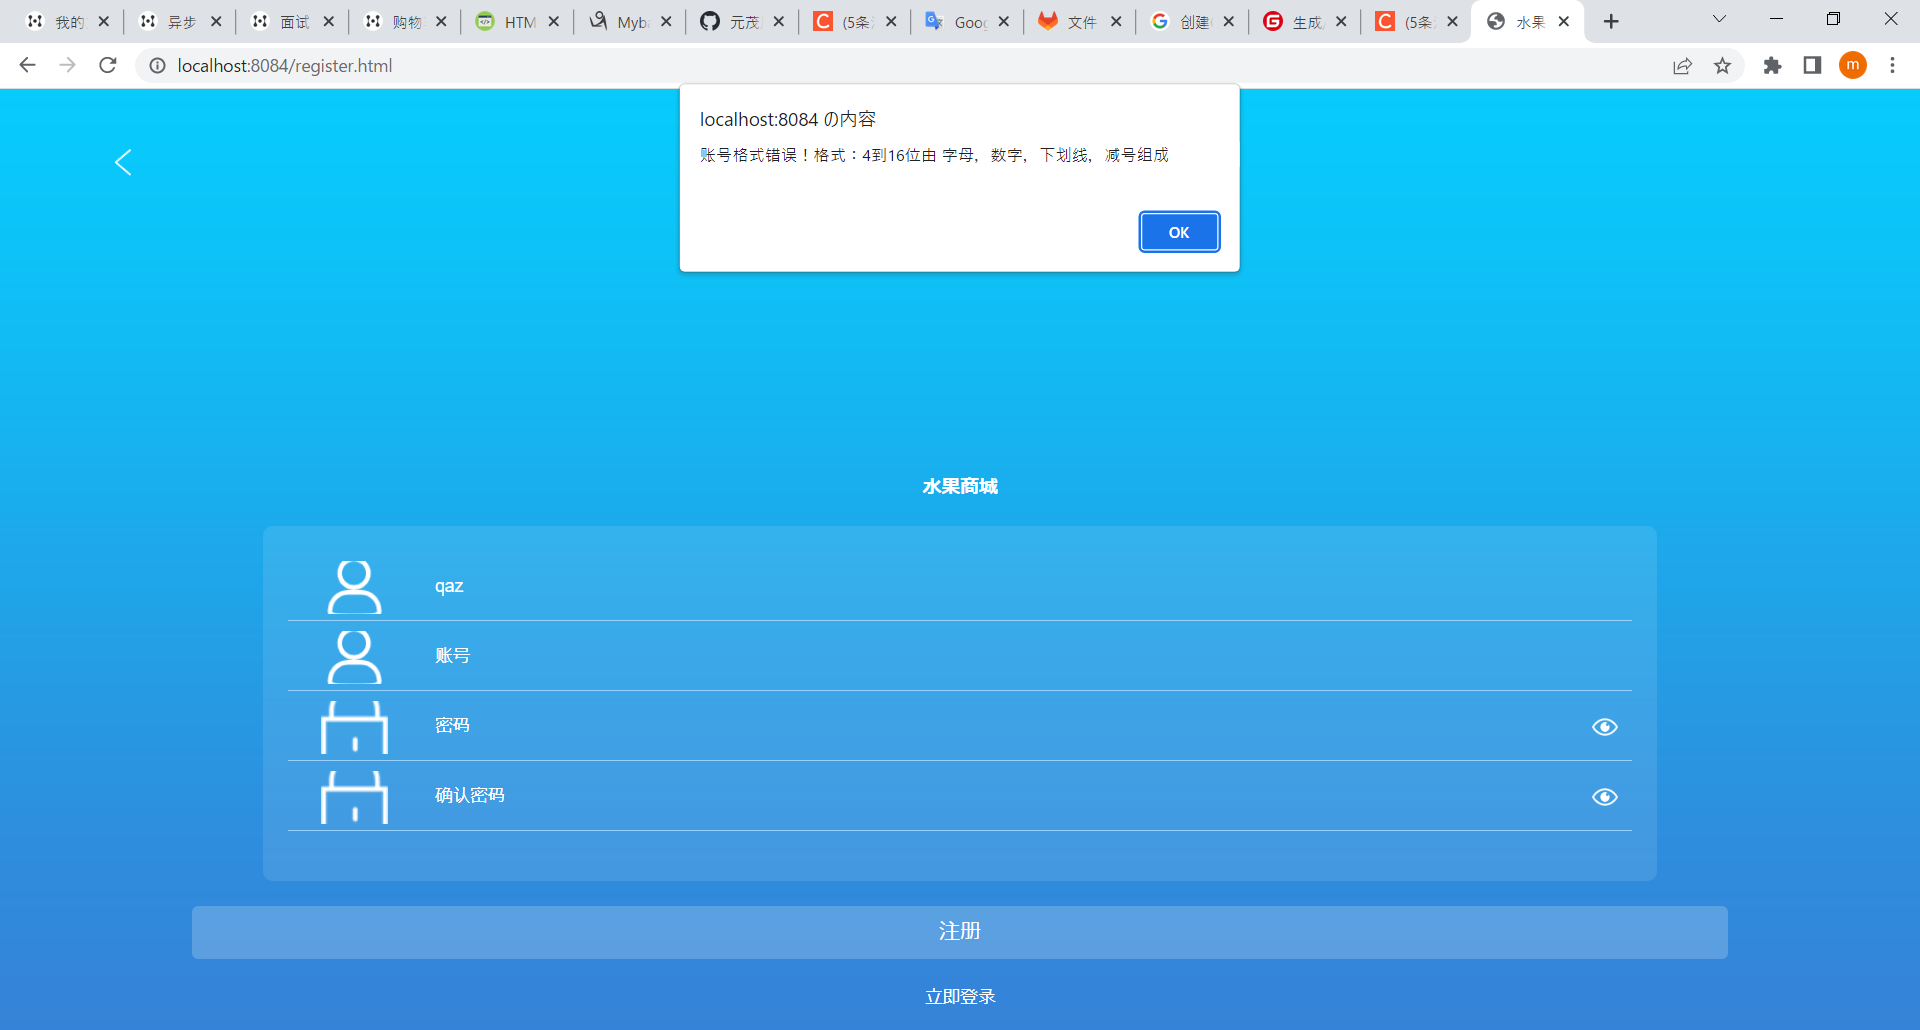 我的
异步
面试
购物
HTM
Myb
元茂
(5条
Goo
文件
创建
生成
(5条
水果
localhost:8084/register.html
m
localhost:8084 の内容
账号格式错误！格式：4到16位由 字母，数字，下划线，减号组成
OK
水果商城
qaz
账号
密码
确认密码
注册
立即登录